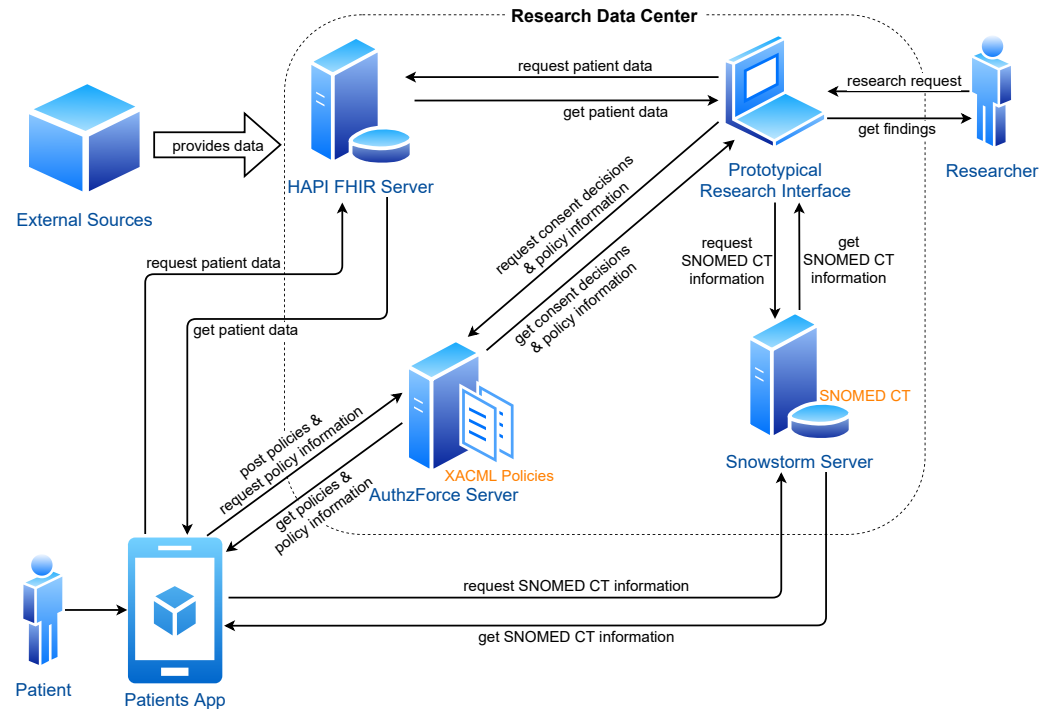 Research Data Center
request patient data
get patient data
research request
get findings
provides data
External Sources
HAPI FHIR Server
Prototypical
Research Interface
Researcher
request consent decisions
& policy information
get consent decisions
& policy information
request
SNOMED CT
information
get
SNOMED CT
information
request patient data
get patient data
SNOMED CT
Snowstorm Server
XACML Policies
AuthzForce Server
post policies &
request policy information
get policies &
policy information
request SNOMED CT information
get SNOMED CT information
Patient
Patients App